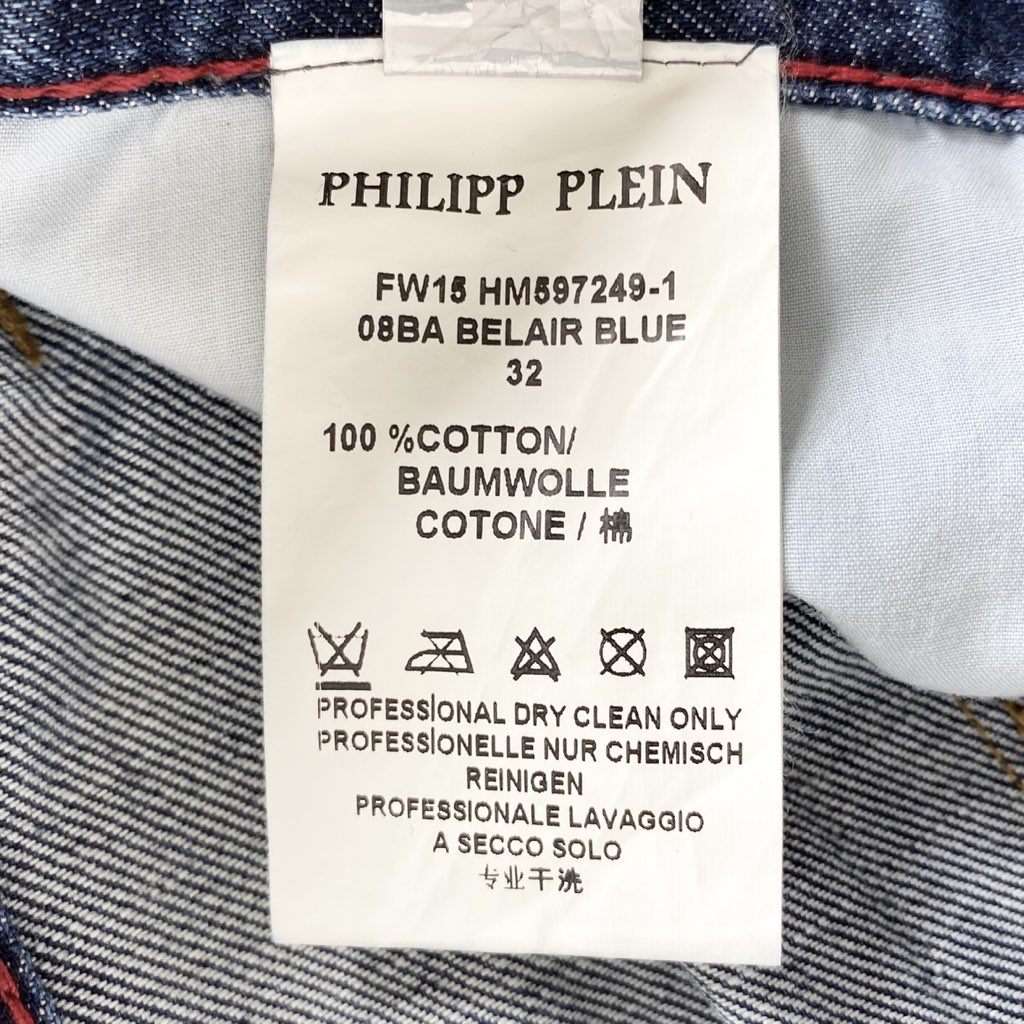 PHILIPP PLEIN
FW15 HM597249-1
08BA BELAIR BLUE
32
100 %COTTON/
BAUMWOLLE
COTONE / 棉
PROFESSIONAL DRY CLEAN ONLY
PROFESSIONELLE NUR CHEMISCH
REINIGEN
PROFESSIONALE LAVAGGIO
A SECCO SOLO
专业干洗